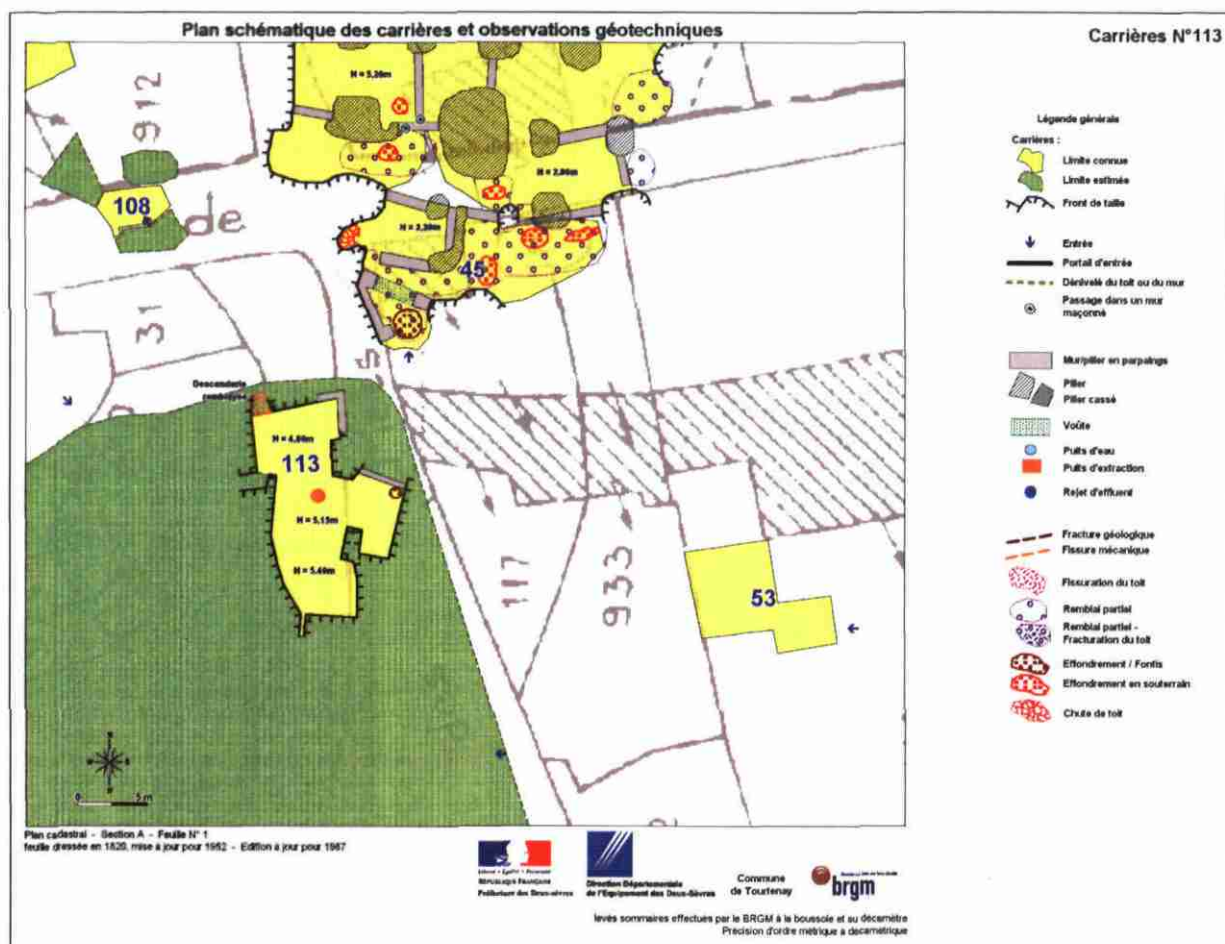 Plan schématique des carrières et observations géotechniques
Carrières N°113
912
H = 5,20m
H = 2,80m
108
de
H = 2,20m
45
31
Descenderie
remblayée
H = 4.80m
113
H = 5,15m
H = 5.40m
117
933
53
N
0 5 m
Légende générale
Carrières :
Limite connue
Limite estimée
Front de taille
Entrée
Portail d'entrée
Dénivelé du toit ou du mur
Passage dans un mur
maçonné
Mur/pilier en parpaings
Pilier
Pilier cassé
Voûte
Puits d'eau
Puits d'extraction
Rejet d'effluent
Fracture géologique
Fissure mécanique
Fissuration du toit
Remblai partiel
Remblai partiel -
Fracturation du toit
Effondrement / Fontis
Effondrement en souterrain
Chute de toit
Plan cadastral - Section A - Feuille N° 1
feuille dressée en 1820, mise à jour pour 1952 - Edition à jour pour 1987
Liberté • Égalité • Fraternité
RÉPUBLIQUE FRANÇAISE
Préfecture des Deux-sèvres
Direction Départementale
de l'Equipement des Deux-Sèvres
Commune
de Tourtenay
brgm
levés sommaires effectués par le BRGM à la boussole et au décamètre
Précision d'ordre métrique à décamétrique